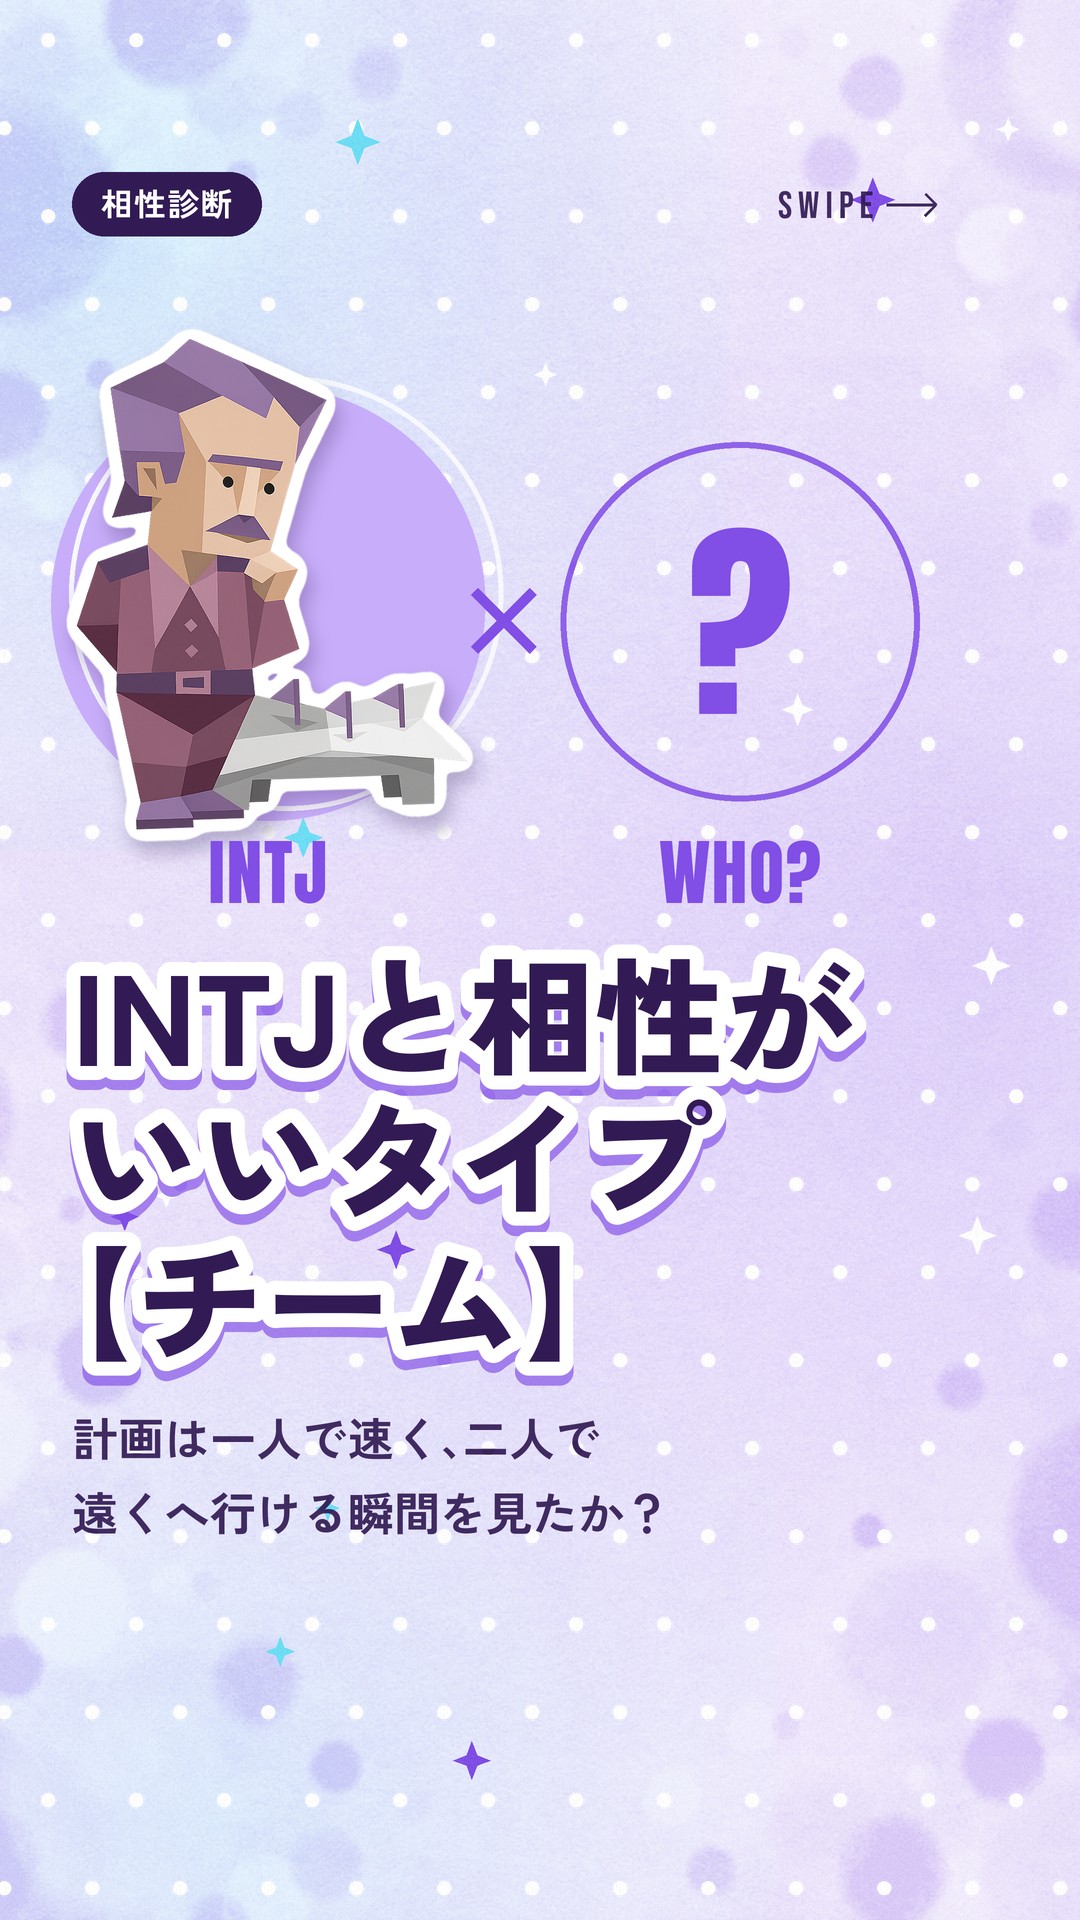 相性診断
SWIPE →
?
×
INTJ
WHO?
INTJと相性が
いいタイプ
【チーム】
計画は一人で速く、二人で
遠くへ行ける瞬間を見たか？